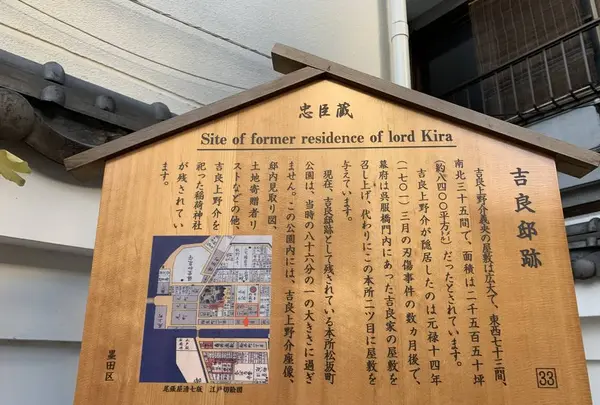 忠臣蔵
Site of former residence of lord Kira
吉良邸跡
吉良上野介義央の屋敷は広大で、東西七十三間、
南北三十五間で、面積は二千五百五十坪
(約八四〇〇平方㍍)だったとされています。
吉良上野介が隠居したのは元禄十四年
(一七〇一)三月の刃傷事件の数カ月後で、
幕府は呉服橋門内にあった吉良家の屋敷を
召し上げ、代わりにこの本所二ツ目に屋敷を
与えています。
現在、吉良邸跡として残されている本所松坂町
公園は、当時の八十六分の一の大きさに過ぎ
ません。この公園内には、吉良上野介座像、
邸内見取り図、
土地寄贈者リ
ストなどの他、
吉良上野介を
祀った稲荷神社
が残されてい
ます。
尾張屋清七版 江戸切絵図
墨田区
33